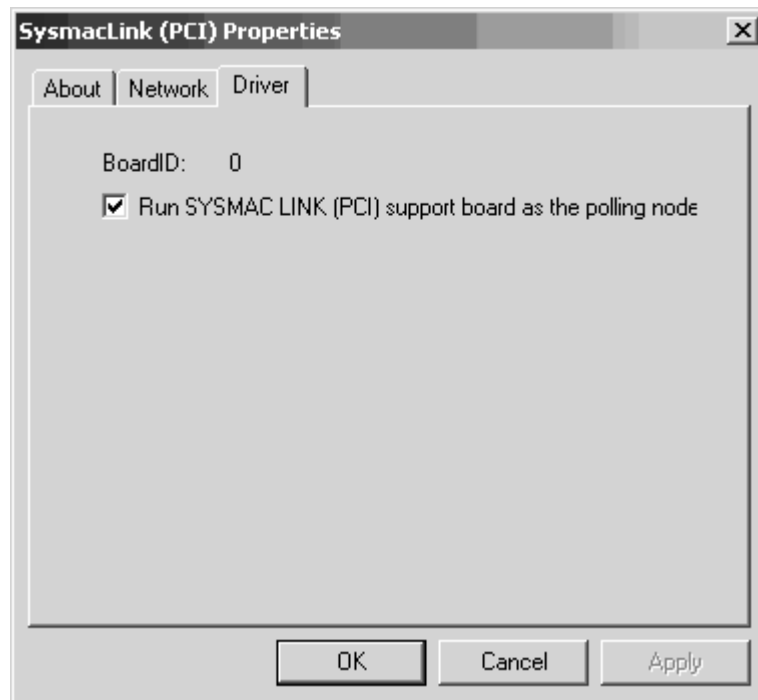 SysmacLink (PCI) Properties
About Network Driver
BoardID: 0
Run SYSMAC LINK (PCI) support board as the polling node
OK Cancel Apply